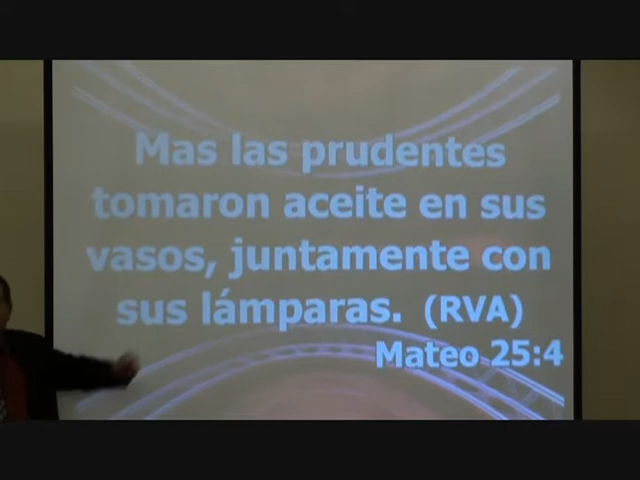 Mas las prudentes
tomaron aceite en sus
vasos, juntamente con
sus lámparas. (RVA)
Mateo 25:4